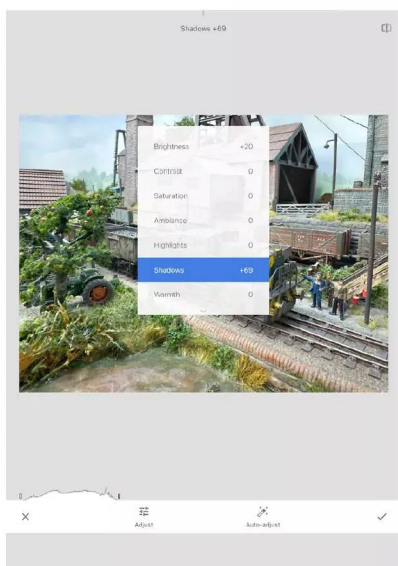 Shadows +69
Brightness +20
Contrast 0
Saturation 0
Ambiance 0
Highlights 0
Shadows +69
Warmth 0
Adjust Auto-adjust